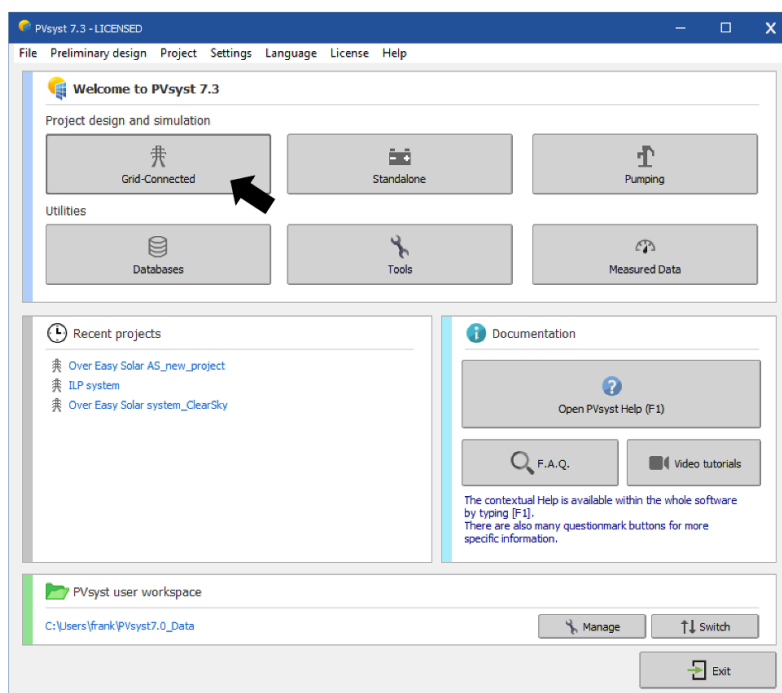 PVsyst 7.3 - LICENSED
File Preliminary design Project Settings Language License Help
Welcome to PVsyst 7.3
Project design and simulation
Grid-Connected
Standalone
Pumping
Utilities
Databases
Tools
Measured Data
Recent projects
Over Easy Solar AS_new_project
ILP system
Over Easy Solar system_ClearSky
Documentation
Open PVsyst Help (F1)
F.A.Q.
Video tutorials
The contextual Help is available within the whole software
by typing [F1].
There are also many questionmark buttons for more
specific information.
PVsyst user workspace
C:\Users\frank\PVsyst7.0_Data
Manage
Switch
Exit